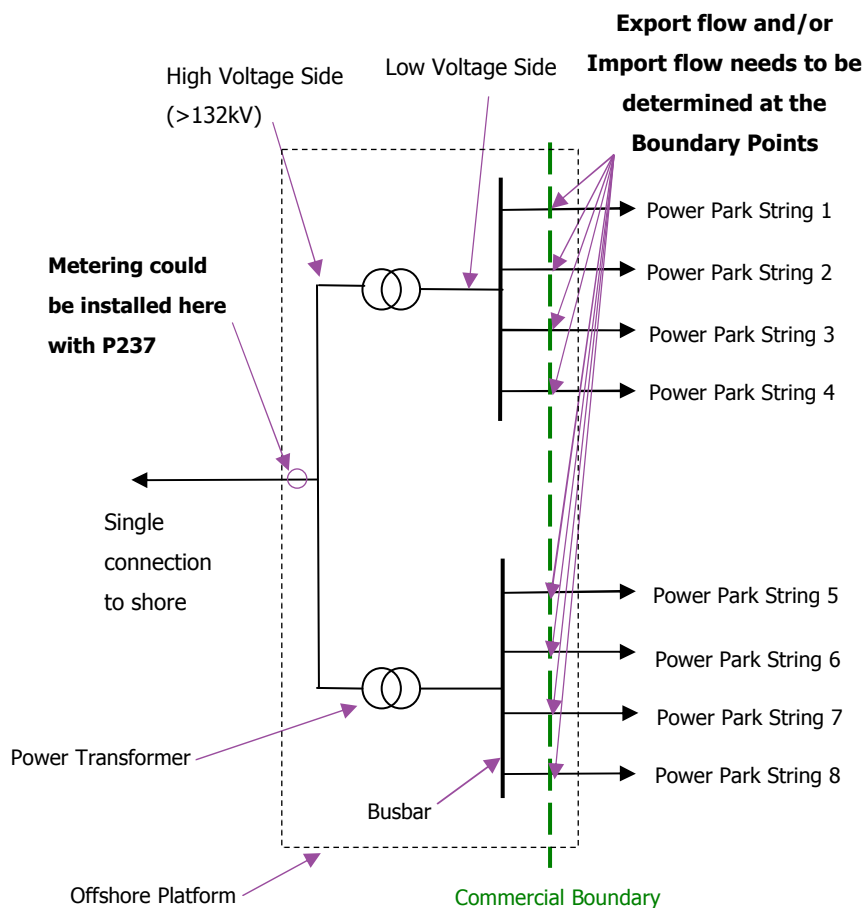 Export flow and/or
Import flow needs to be
determined at the
Boundary Points
Low Voltage Side
High Voltage Side
(>132kV)
Power Park String 1
Power Park String 2
Metering could
be installed here
with P237
Power Park String 3
Power Park String 4
Single
connection
to shore
Power Park String 5
Power Park String 6
Power Park String 7
Power Transformer
Power Park String 8
Busbar
Offshore Platform
Commercial Boundary